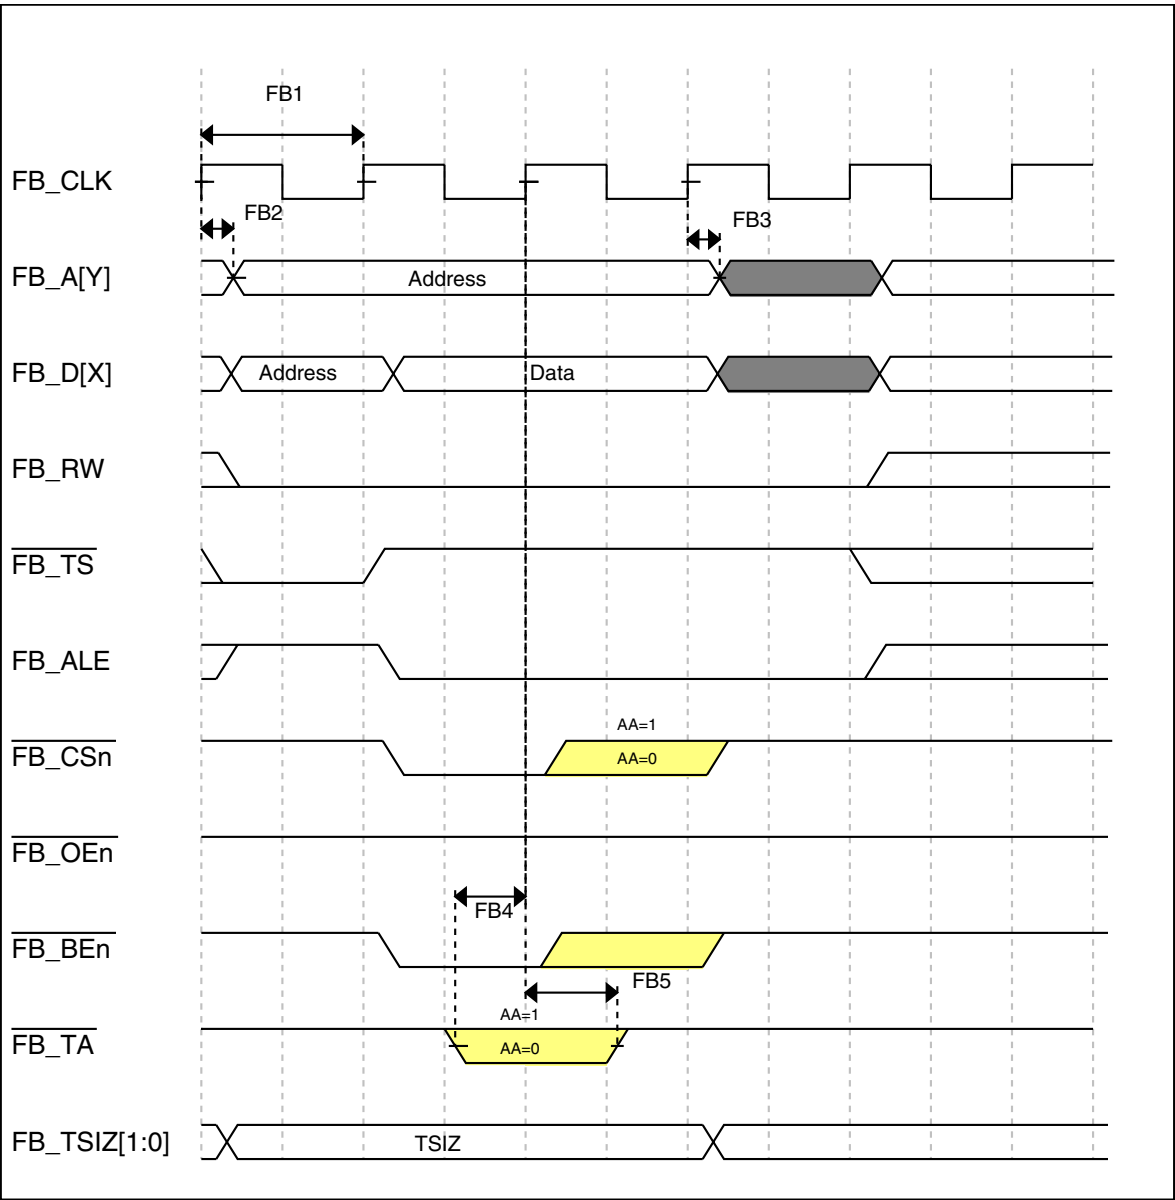 FB1
FB_CLK
FB2
FB3
FB_A[Y]
Address
FB_D[X]
Address
Data
FB_RW
FB_TS
FB_ALE
AA=1
FB_CSn
AA=0
FB_OEn
FB4
FB_BEn
FB5
AA=1
FB_TA
AA=0
FB_TSIZ[1:0]
TSIZ